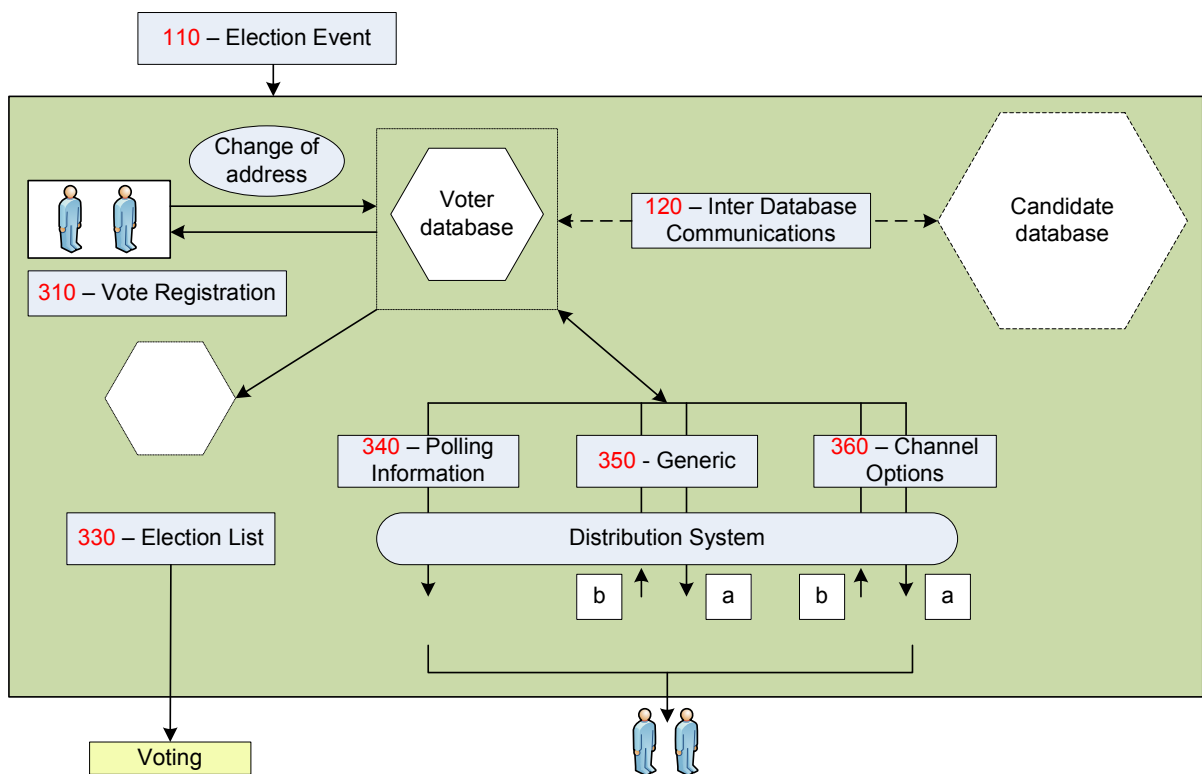 110 – Election Event
Change of
address
Voter
database
120 – Inter Database
Communications
Candidate
database
310 – Vote Registration
340 – Polling
Information
350 - Generic
360 – Channel
Options
330 – Election List
Distribution System
b
a
b
a
Voting